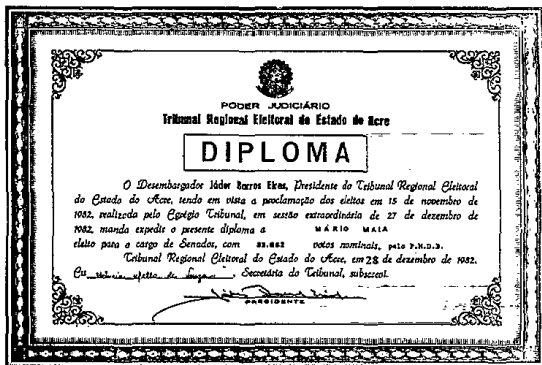 PODER JUDICIÁRIO
Tribunal Regional Eleitoral do Estado do Acre
DIPLOMA
O Desembargador Jáder Barros Eiras, Presidente do Tribunal Regional Eleitoral
do Estado do Acre, tendo em vista a proclamação dos eleitos em 15 de novembro de
1982, realizada pelo Egrégio Tribunal, em sessão extraordinária de 27 de dezembro de
1982, manda expedir o presente diploma a MÁRIO MAIA
eleito para o cargo de Senador, com votos nominais, pelo P.M.D.B.
Tribunal Regional Eleitoral do Estado do Acre, em 28 de dezembro de 1982.
Eu de Souza, Secretária do Tribunal, subscrevi.
PRESIDENTE